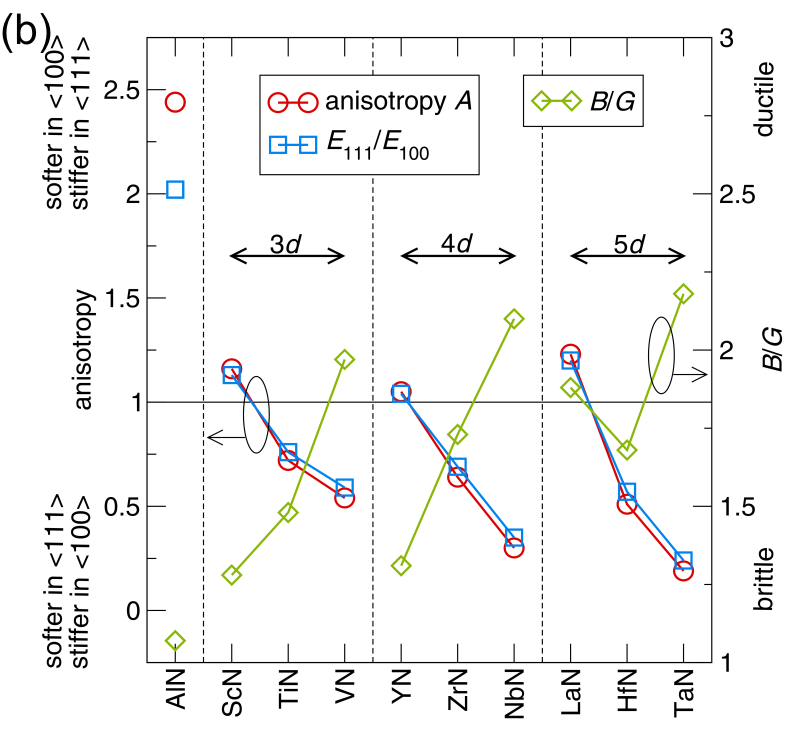 (b)
softer in <100>
stiffer in <111>
anisotropy
softer in <111>
stiffer in <100>
2.5
2
1.5
1
0.5
0
anisotropy A
E111/E100
B/G
3d
4d
5d
3
2.5
2
1.5
1
ductile
B/G
brittle
AlN
ScN
TiN
VN
YN
ZrN
NbN
LaN
HfN
TaN